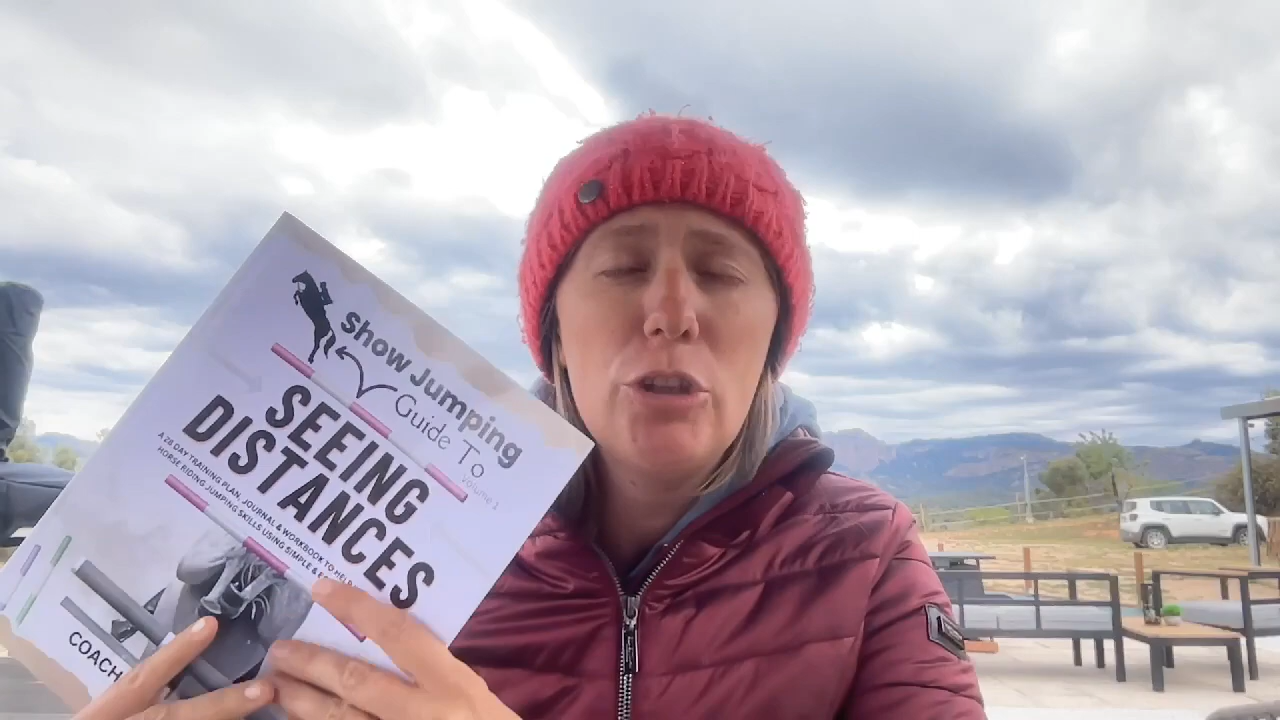 Show Jumping
Guide To
Volume 1
SEEING
DISTANCES
A 28 DAY TRAINING PLAN, JOURNAL & WORKBOOK TO HELP
HORSE RIDING JUMPING SKILLS USING SIMPLE &
COACH